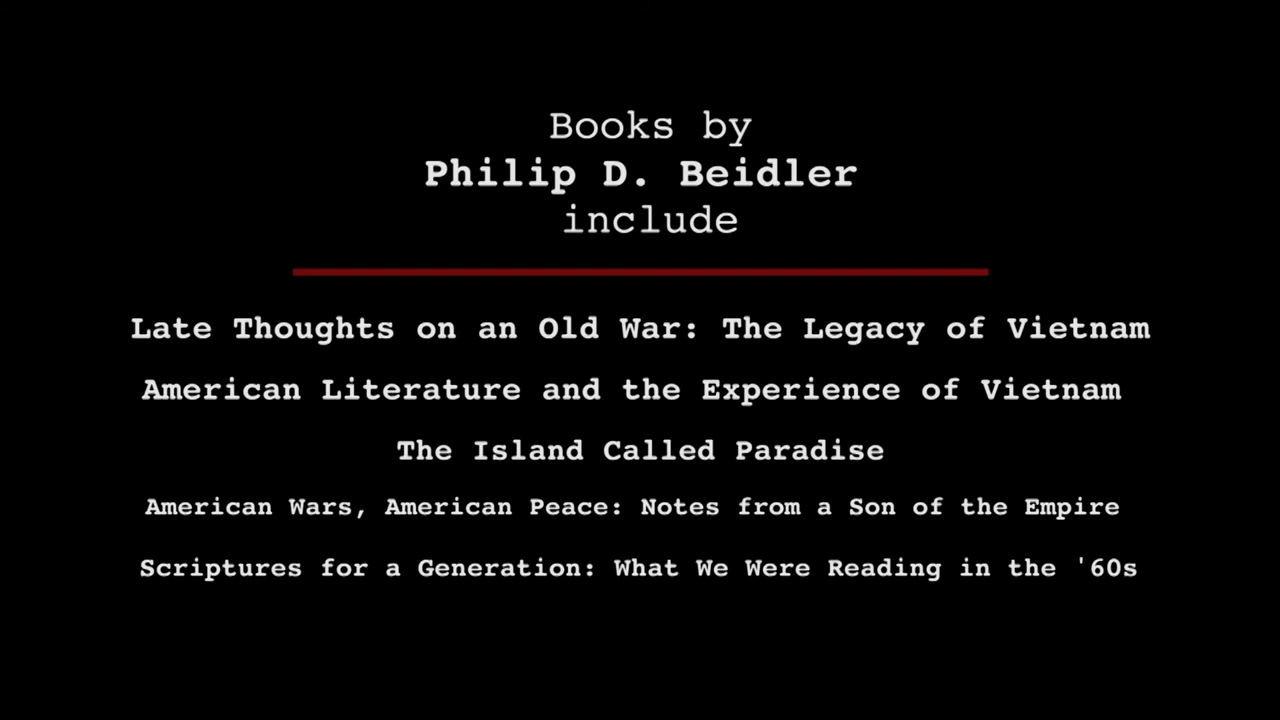 Books by
Philip D. Beidler
include
Late Thoughts on an Old War: The Legacy of Vietnam
American Literature and the Experience of Vietnam
The Island Called Paradise
American Wars, American Peace: Notes from a Son of the Empire
Scriptures for a Generation: What We Were Reading in the '60s